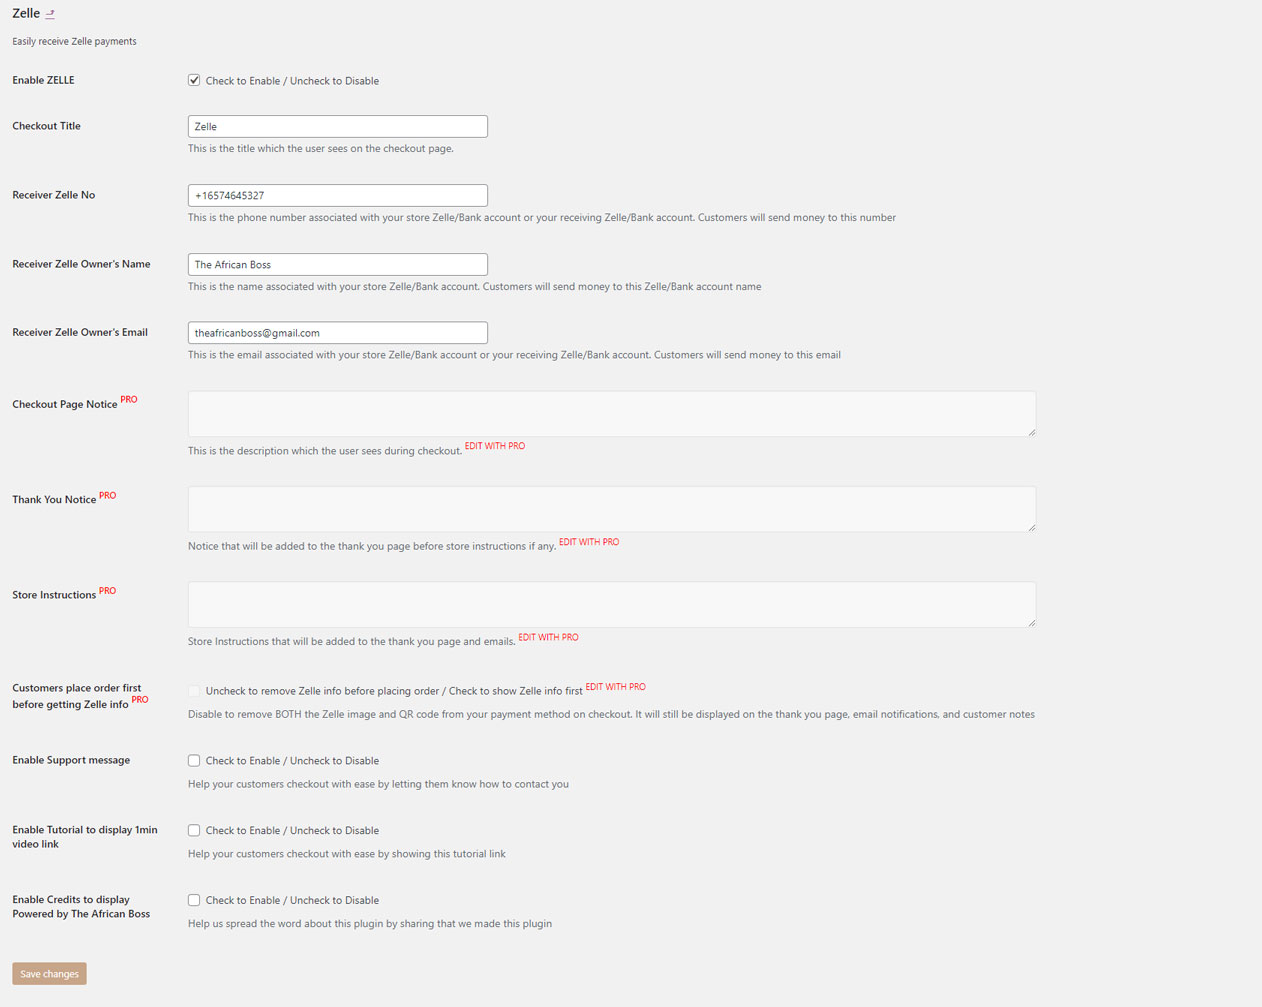 Zelle
Easily receive Zelle payments
Enable ZELLE
Check to Enable / Uncheck to Disable
Checkout Title
Zelle
This is the title which the user sees on the checkout page.
Receiver Zelle No
+16574645327
This is the phone number associated with your store Zelle/Bank account or your receiving Zelle/Bank account. Customers will send money to this number
Receiver Zelle Owner's Name
The African Boss
This is the name associated with your store Zelle/Bank account. Customers will send money to this Zelle/Bank account name
Receiver Zelle Owner's Email
theafricanboss@gmail.com
This is the email associated with your store Zelle/Bank account or your receiving Zelle/Bank account. Customers will send money to this email
Checkout Page Notice PRO
This is the description which the user sees during checkout. EDIT WITH PRO
Thank You Notice PRO
Notice that will be added to the thank you page before store instructions if any. EDIT WITH PRO
Store Instructions PRO
Store Instructions that will be added to the thank you page and emails. EDIT WITH PRO
Customers place order first
before getting Zelle info PRO
Uncheck to remove Zelle info before placing order / Check to show Zelle info first EDIT WITH PRO
Disable to remove BOTH the Zelle image and QR code from your payment method on checkout. It will still be displayed on the thank you page, email notifications, and customer notes
Enable Support message
Check to Enable / Uncheck to Disable
Help your customers checkout with ease by letting them know how to contact you
Enable Tutorial to display 1min
video link
Check to Enable / Uncheck to Disable
Help your customers checkout with ease by showing this tutorial link
Enable Credits to display
Powered by The African Boss
Check to Enable / Uncheck to Disable
Help us spread the word about this plugin by sharing that we made this plugin
Save changes